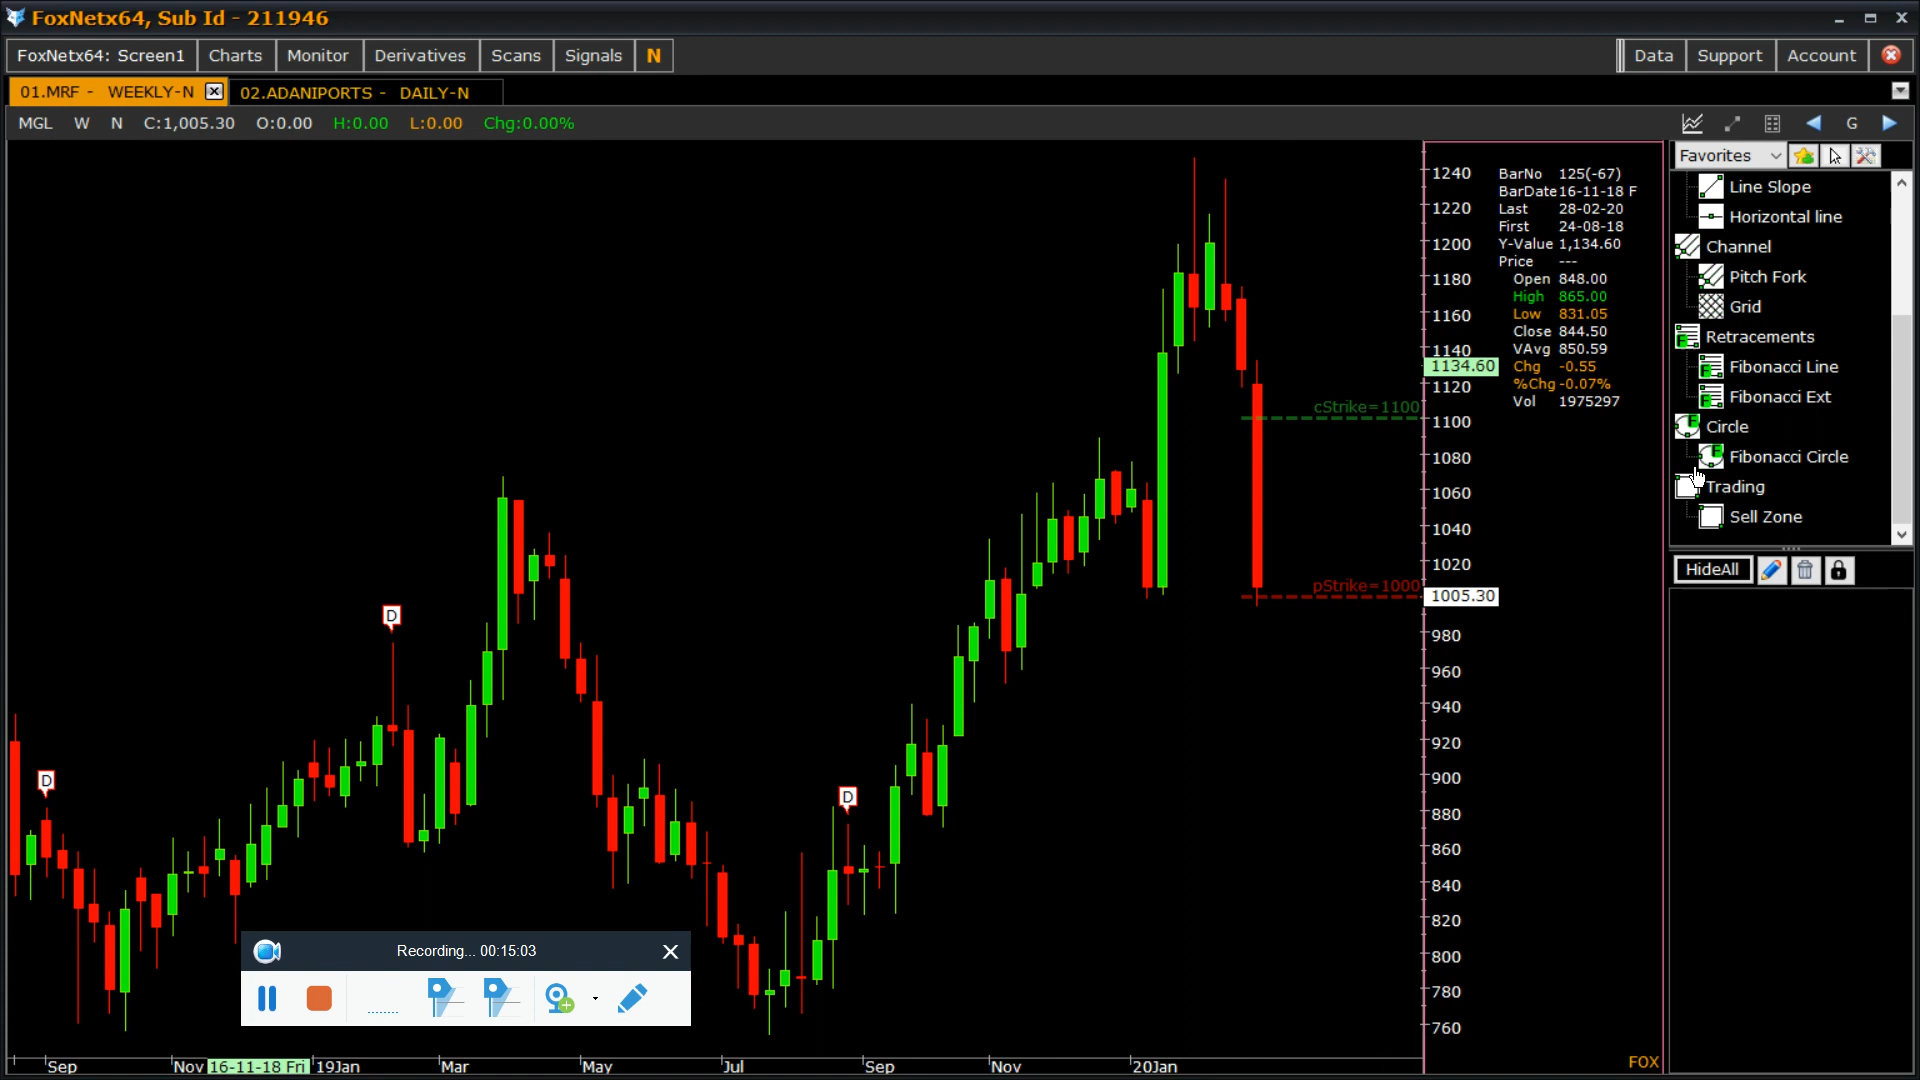 FoxNetx64, Sub Id - 211946
FoxNetx64: Screen1 Charts Monitor Derivatives Scans Signals N Data Support Account
01.MRF - WEEKLY-N 02.ADANIPORTS - DAILY-N
MGL W N C:1,005.30 O:0.00 H:0.00 L:0.00 Chg:0.00% G
Favorites
Line Slope
Horizontal line
Channel
Pitch Fork
Grid
Retracements
Fibonacci Line
Fibonacci Ext
Circle
Fibonacci Circle
Trading
Sell Zone
HideAll
BarNo 125(-67)
BarDate 16-11-18 F
Last 28-02-20
First 24-08-18
Y-Value 1,134.60
Price ---
Open 848.00
High 865.00
Low 831.05
Close 844.50
VAvg 850.59
Chg -0.55
%Chg -0.07%
Vol 1975297
1240
1220
1200
1180
1160
1140
1134.60
1120
cStrike=1100
1100
1080
1060
1040
1020
pStrike=1000
1005.30
980
960
940
920
900
880
860
840
820
800
780
760
D
D
D
Recording... 00:15:03
Sep Nov 16-11-18 Fri 19Jan Mar May Jul Sep Nov 20Jan
FOX